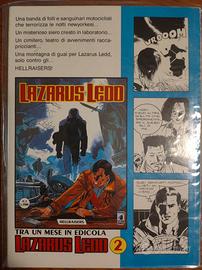 Una banda di folli e sanguinari motociclisti
che terrorizza le notti newyorkesi...
Un misterioso siero creato in laboratorio...
Un cimitero, teatro di avvenimenti racca-
priccianti...
Una montagna di guai per Lazarus Ledd,
solo contro gli...
HELLRAISERS!
LAZARUS LEDD
HELLRAISERS
TRA UN MESE IN EDICOLA
LAZARUS LEDD 2